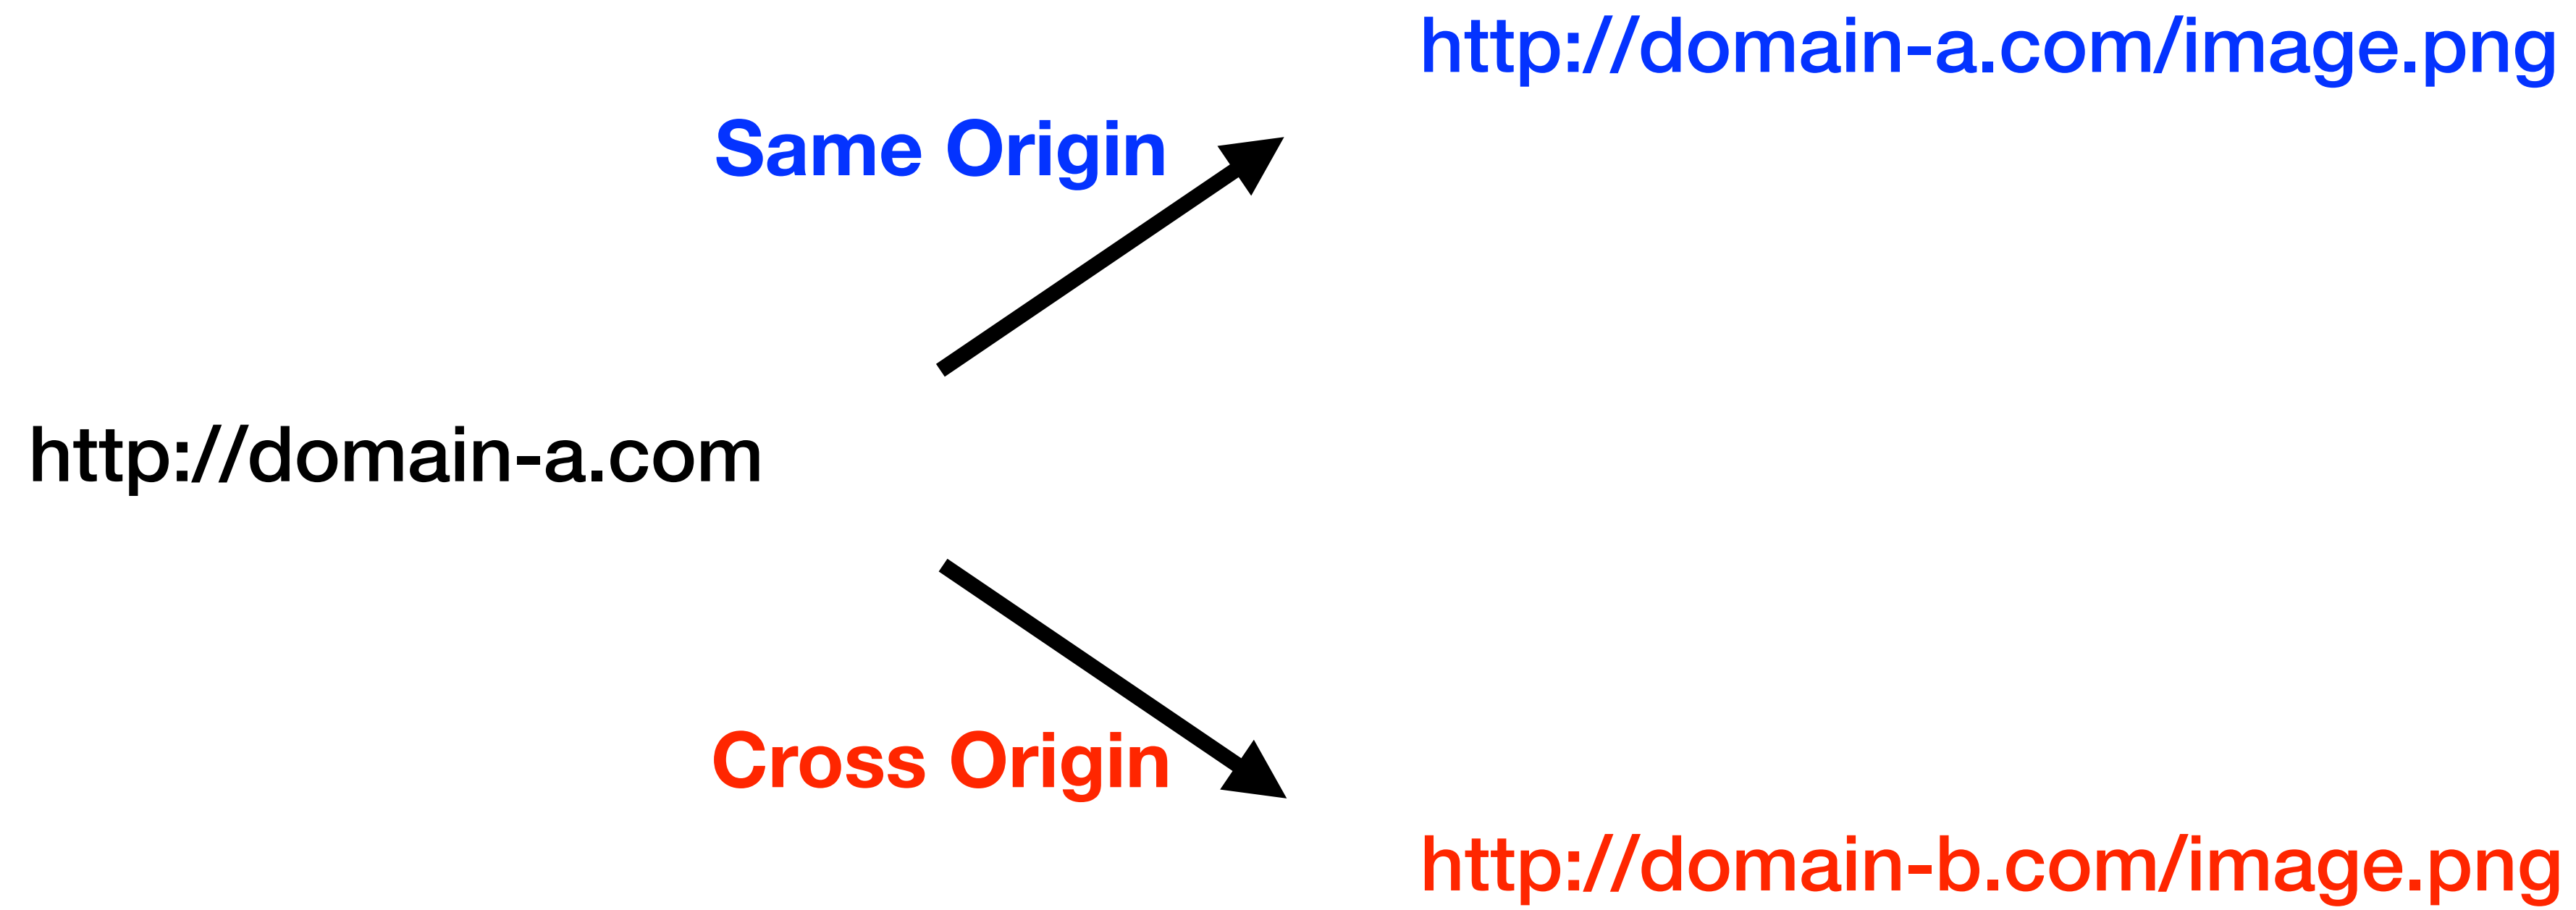 http://domain-a.com/image.png
Same Origin
http://domain-a.com
Cross Origin
http://domain-b.com/image.png